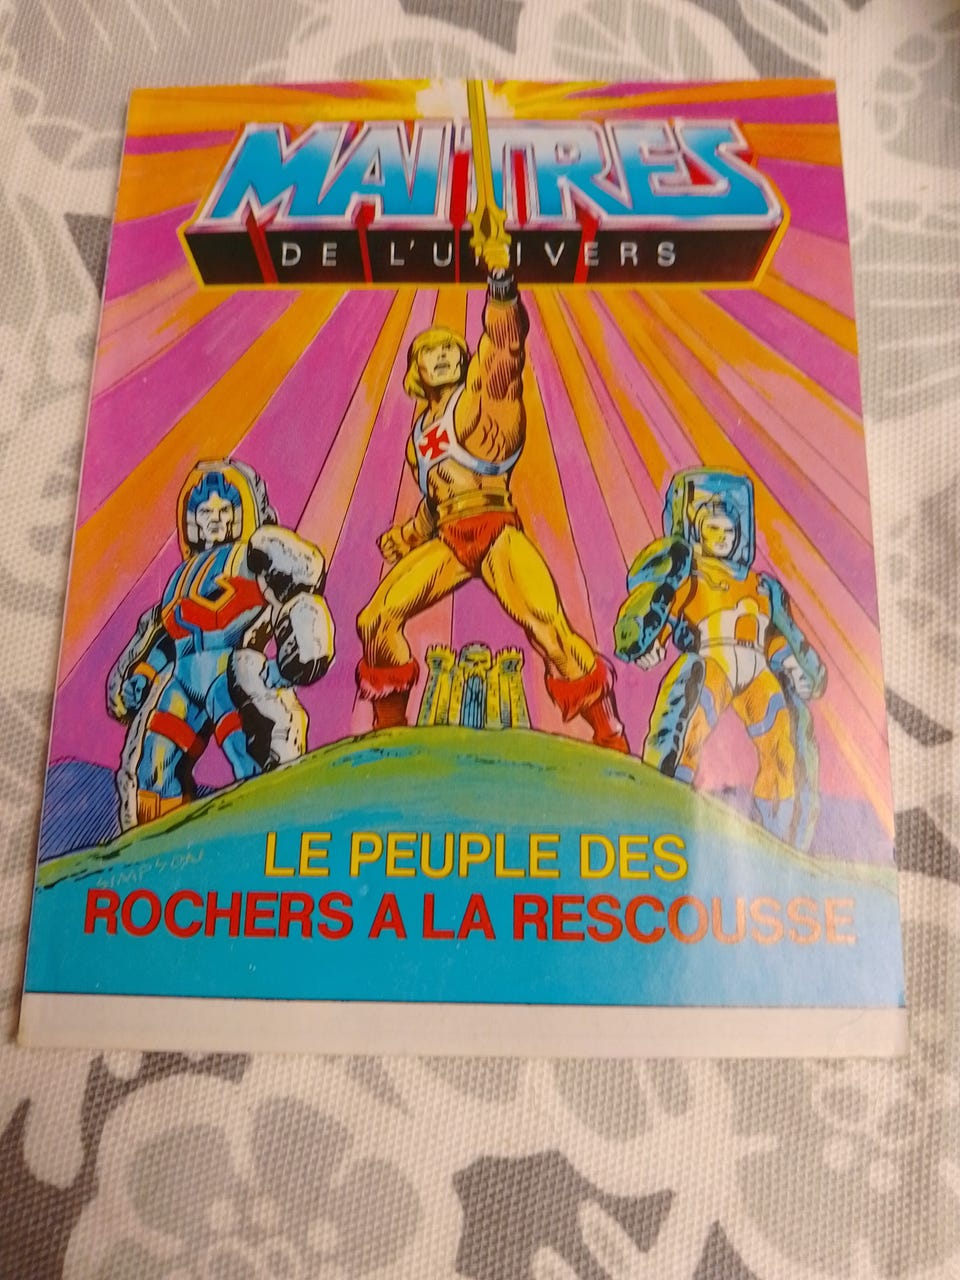 MAITRES
DE L'UNIVERS
SIMPSON
LE PEUPLE DES
ROCHERS A LA RESCOUSSE